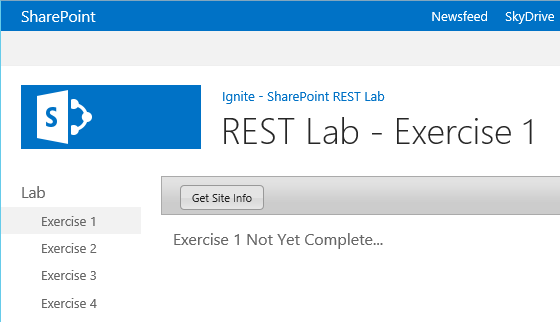 SharePoint
Newsfeed SkyDrive
S
Ignite - SharePoint REST Lab
REST Lab - Exercise 1
Lab
Get Site Info
Exercise 1
Exercise 1 Not Yet Complete...
Exercise 2
Exercise 3
Exercise 4